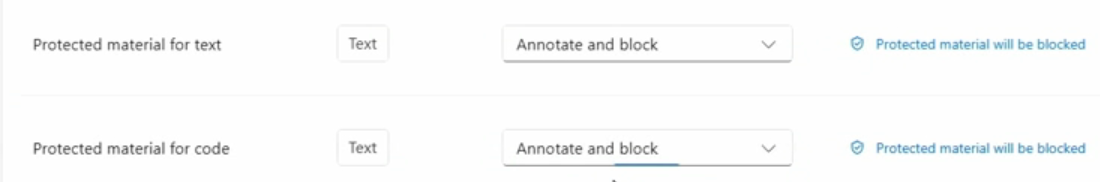 Protected material for text Text Annotate and block Protected material will be blocked
Protected material for code Text Annotate and block Protected material will be blocked